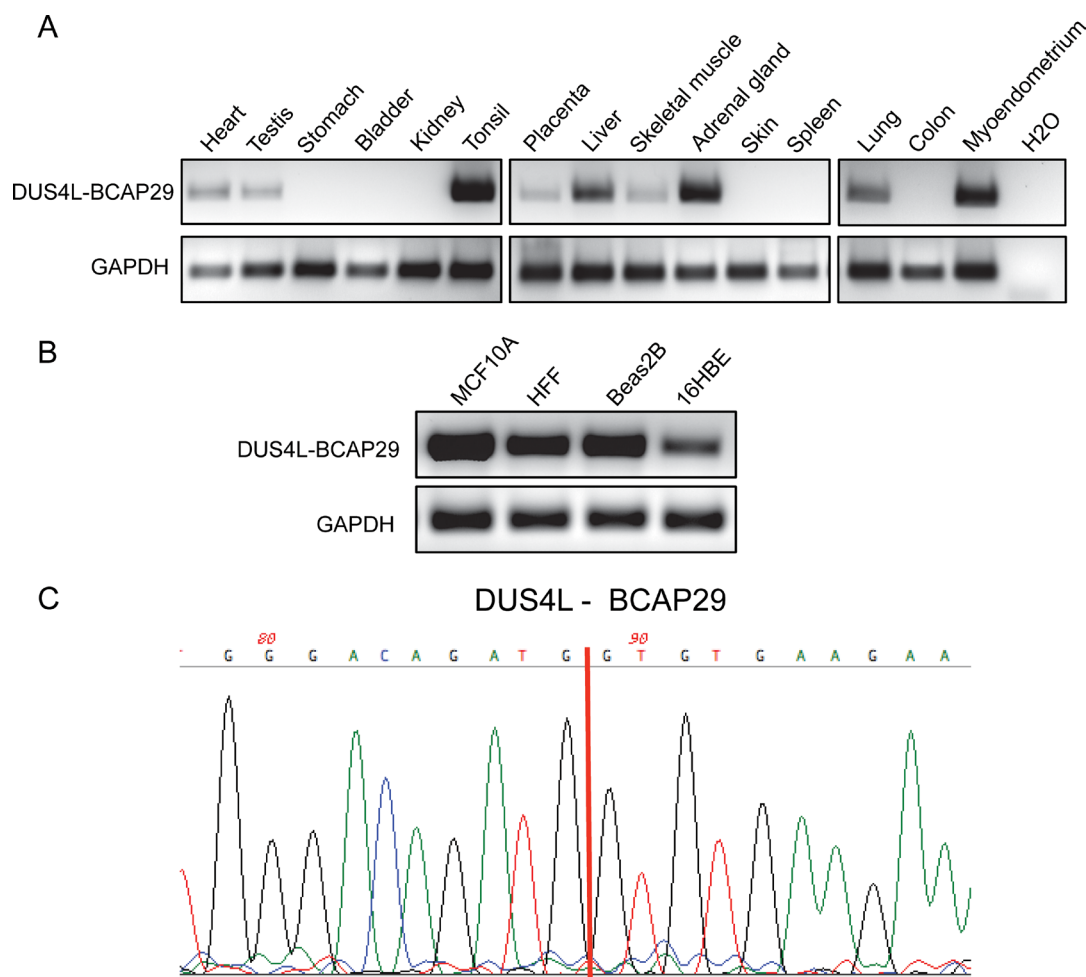 A
Heart Testis Stomach Bladder Kidney Tonsil Placenta Liver Skeletal muscle Adrenal gland Skin Spleen Lung Colon Myoendometrium H2O
DUS4L-BCAP29
GAPDH
B
MCF10A HFF Beas2B 16HBE
DUS4L-BCAP29
GAPDH
C
DUS4L - BCAP29
80 90
G G G A C A G A T G G T G T G A A G A A